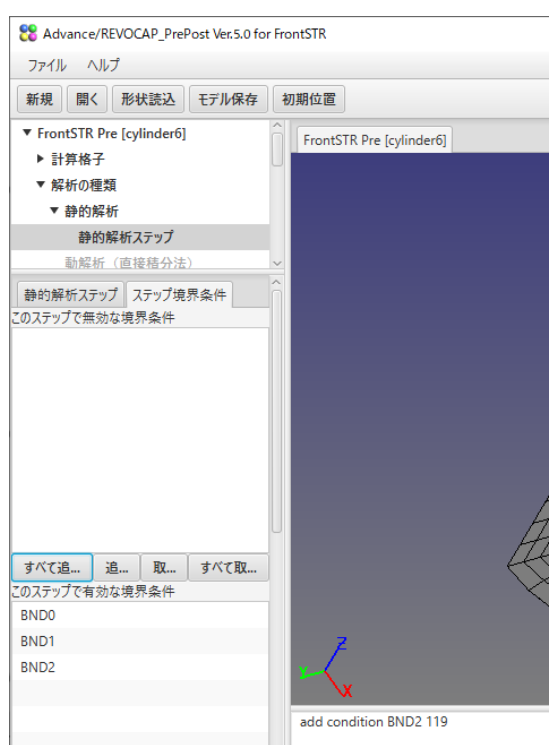 Advance/REVOCAP_PrePost Ver.5.0 for FrontSTR
ファイル ヘルプ
新規 開く 形状読込 モデル保存 初期位置
▼ FrontSTR Pre [cylinder6]
▶ 計算格子
▼ 解析の種類
▼ 静的解析
静的解析ステップ
動解析（直接積分法）
FrontSTR Pre [cylinder6]
静的解析ステップ ステップ境界条件
このステップで無効な境界条件
すべて追... 追... 取... すべて取...
このステップで有効な境界条件
BND0
BND1
BND2
Z
Y
X
add condition BND2 119